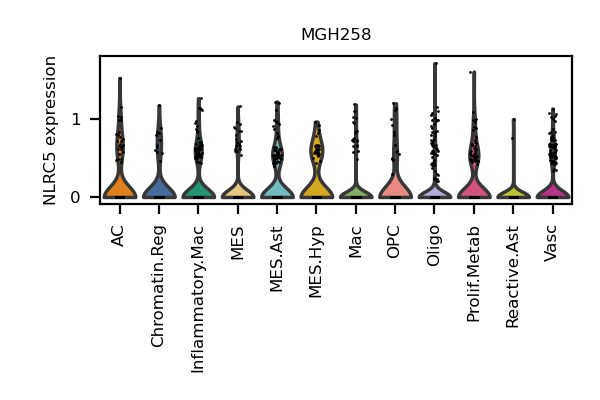 MGH258
NLRC5 expression
1
0
AC
Chromatin.Reg
Inflammatory.Mac
MES
MES.Ast
MES.Hyp
Mac
OPC
Oligo
Prolif.Metab
Reactive.Ast
Vasc